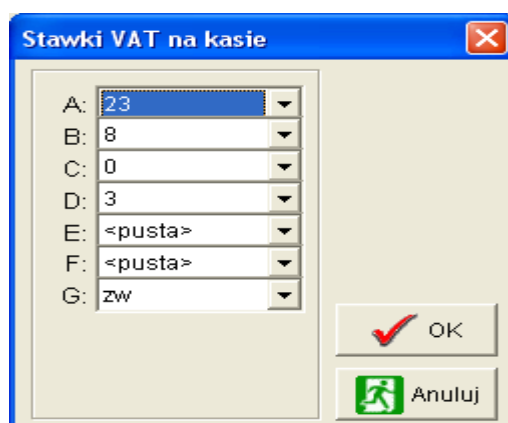 Stawki VAT na kasie
A: 23
B: 8
C: 0
D: 3
E: <pusta>
F: <pusta>
G: zw
OK
Anuluj